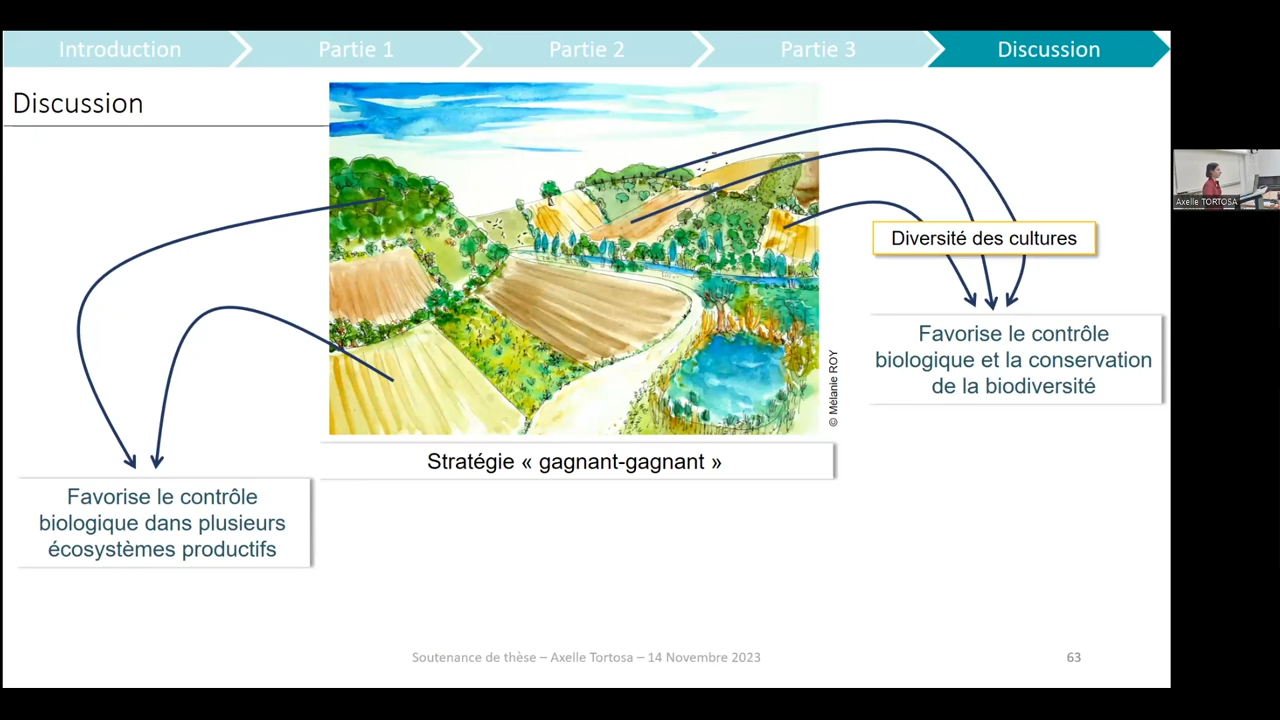 Introduction
Partie 1
Partie 2
Partie 3
Discussion
Discussion
Diversité des cultures
Favorise le contrôle
biologique et la conservation
de la biodiversité
© Mélanie ROY
Stratégie « gagnant-gagnant »
Favorise le contrôle
biologique dans plusieurs
écosystèmes productifs
Soutenance de thèse – Axelle Tortosa – 14 Novembre 2023
63
Axelle TORTOSA